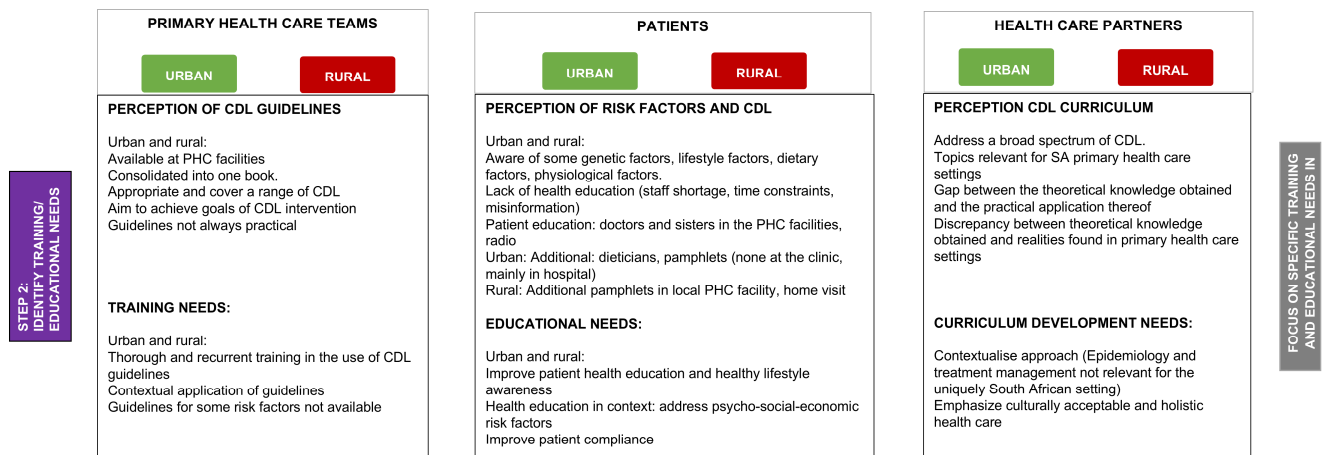 PRIMARY HEALTH CARE TEAMS
URBAN
RURAL
PERCEPTION OF CDL GUIDELINES
Urban and rural:
Available at PHC facilities
Consolidated into one book.
Appropriate and cover a range of CDL
Aim to achieve goals of CDL intervention
Guidelines not always practical
TRAINING NEEDS:
Urban and rural:
Thorough and recurrent training in the use of CDL
guidelines
Contextual application of guidelines
Guidelines for some risk factors not available
PATIENTS
URBAN
RURAL
PERCEPTION OF RISK FACTORS AND CDL
Urban and rural:
Aware of some genetic factors, lifestyle factors, dietary
factors, physiological factors.
Lack of health education (staff shortage, time constraints,
misinformation)
Patient education: doctors and sisters in the PHC facilities,
radio
Urban: Additional: dieticians, pamphlets (none at the clinic,
mainly in hospital)
Rural: Additional pamphlets in local PHC facility, home visit
EDUCATIONAL NEEDS:
Urban and rural:
Improve patient health education and healthy lifestyle
awareness
Health education in context: address psycho-social-economic
risk factors
Improve patient compliance
HEALTH CARE PARTNERS
URBAN
RURAL
PERCEPTION CDL CURRICULUM
Address a broad spectrum of CDL.
Topics relevant for SA primary health care
settings
Gap between the theoretical knowledge obtained
and the practical application thereof
Discrepancy between theoretical knowledge
obtained and realities found in primary health care
settings
CURRICULUM DEVELOPMENT NEEDS:
Contextualise approach (Epidemiology and
treatment management not relevant for the
uniquely South African setting)
Emphasize culturally acceptable and holistic
health care
STEP 2:
IDENTIFY TRAINING/
EDUCATIONAL NEEDS
FOCUS ON SPECIFIC TRAINING
AND EDUCATIONAL NEEDS IN